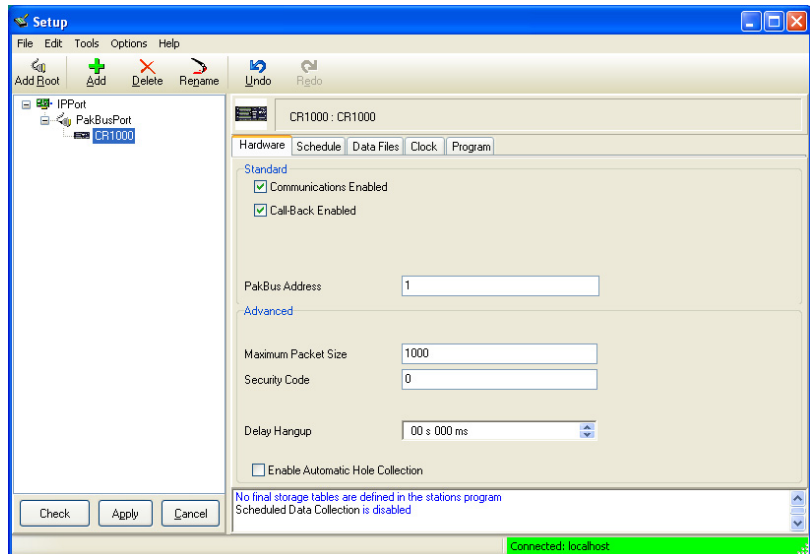 Setup
File Edit Tools Options Help
Add Root Add Delete Rename Undo Redo
IPPort
PakBusPort
CR1000
CR1000 : CR1000
Hardware Schedule Data Files Clock Program
Standard
Communications Enabled
Call-Back Enabled
PakBus Address 1
Advanced
Maximum Packet Size 1000
Security Code 0
Delay Hangup 00 s 000 ms
Enable Automatic Hole Collection
No final storage tables are defined in the stations program
Scheduled Data Collection is disabled
Check Apply Cancel
Connected: localhost